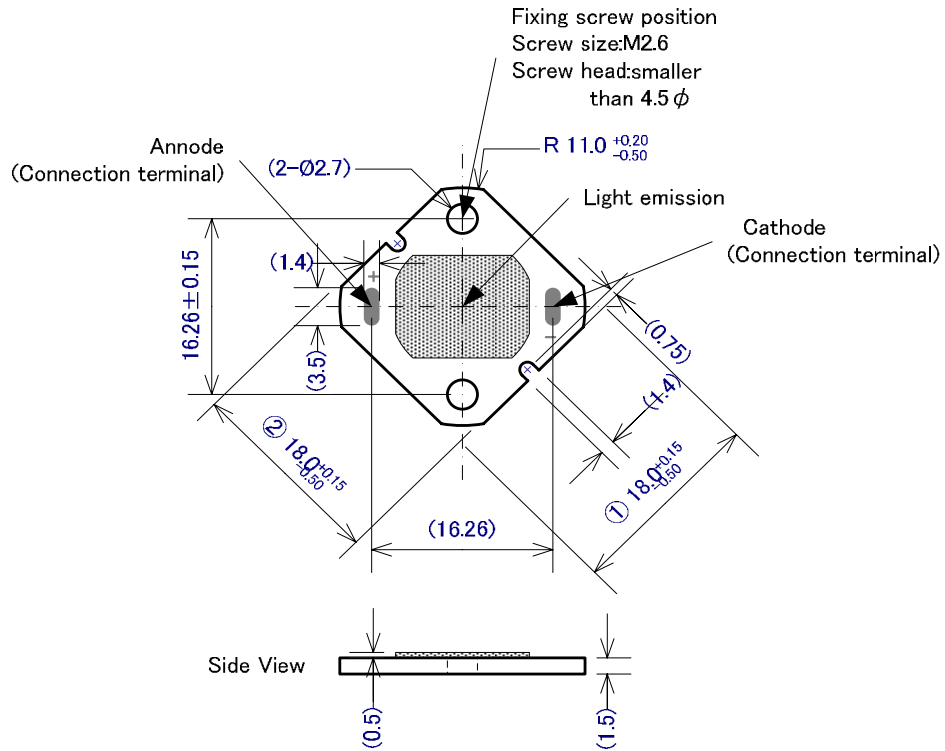 Fixing screw position
Screw size:M2.6
Screw head:smaller
than 4.5 ϕ
Annode
(Connection terminal)
(2-Ø2.7)
R 11.0 +0.20 -0.50
Light emission
Cathode
(Connection terminal)
(1.4)
+
16.26±0.15
(3.5)
−
(0.75)
(1.4)
② 18.0 +0.15 -0.50
① 18.0 +0.15 -0.50
(16.26)
Side View
(0.5)
(1.5)